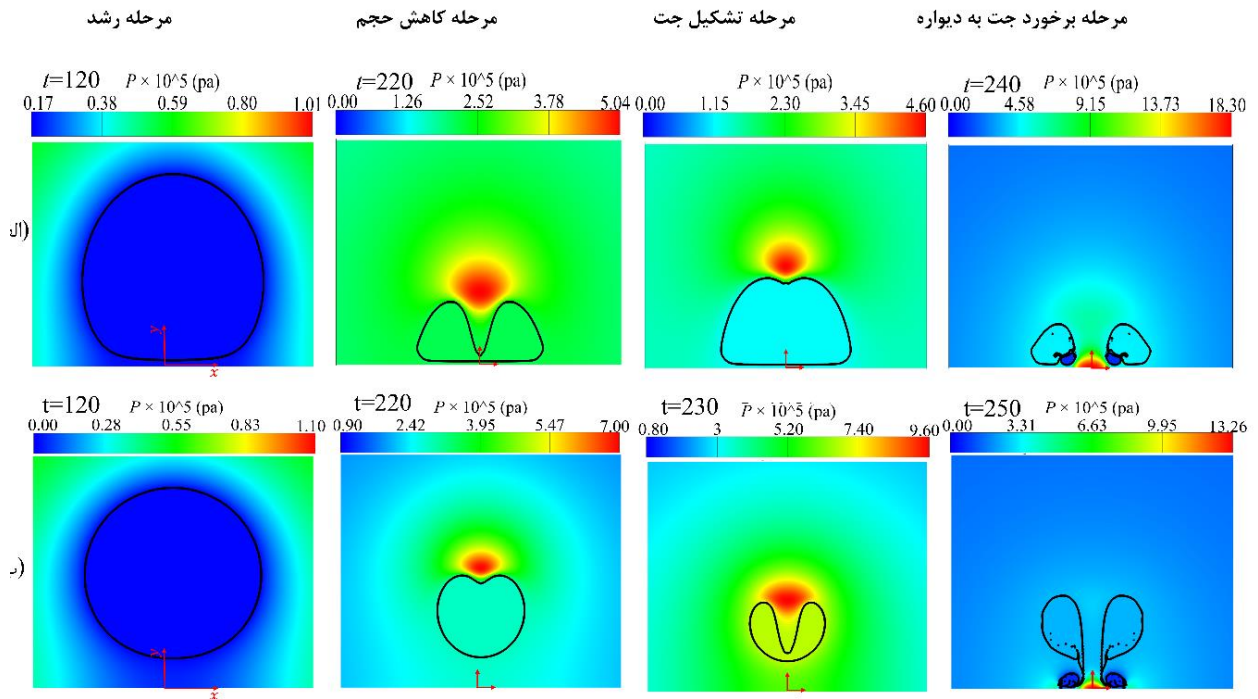 مرحله رشد
مرحله کاهش حجم
مرحله تشکیل جت
مرحله برخورد جت به دیواره
t=120 P × 10^5 (pa)
0.17 0.38 0.59 0.80 1.01
t=220 P × 10^5 (pa)
0.00 1.26 2.52 3.78 5.04
P × 10^5 (pa)
0.00 1.15 2.30 3.45 4.60
t=240 P × 10^5 (pa)
0.00 4.58 9.15 13.73 18.30
y
x
t=120 P × 10^5 (pa)
0.00 0.28 0.55 0.83 1.10
t=220 P × 10^5 (pa)
0.90 2.42 3.95 5.47 7.00
t=230 P × 10^5 (pa)
0.80 3 5.20 7.40 9.60
t=250 P × 10^5 (pa)
0.00 3.31 6.63 9.95 13.26
y
x